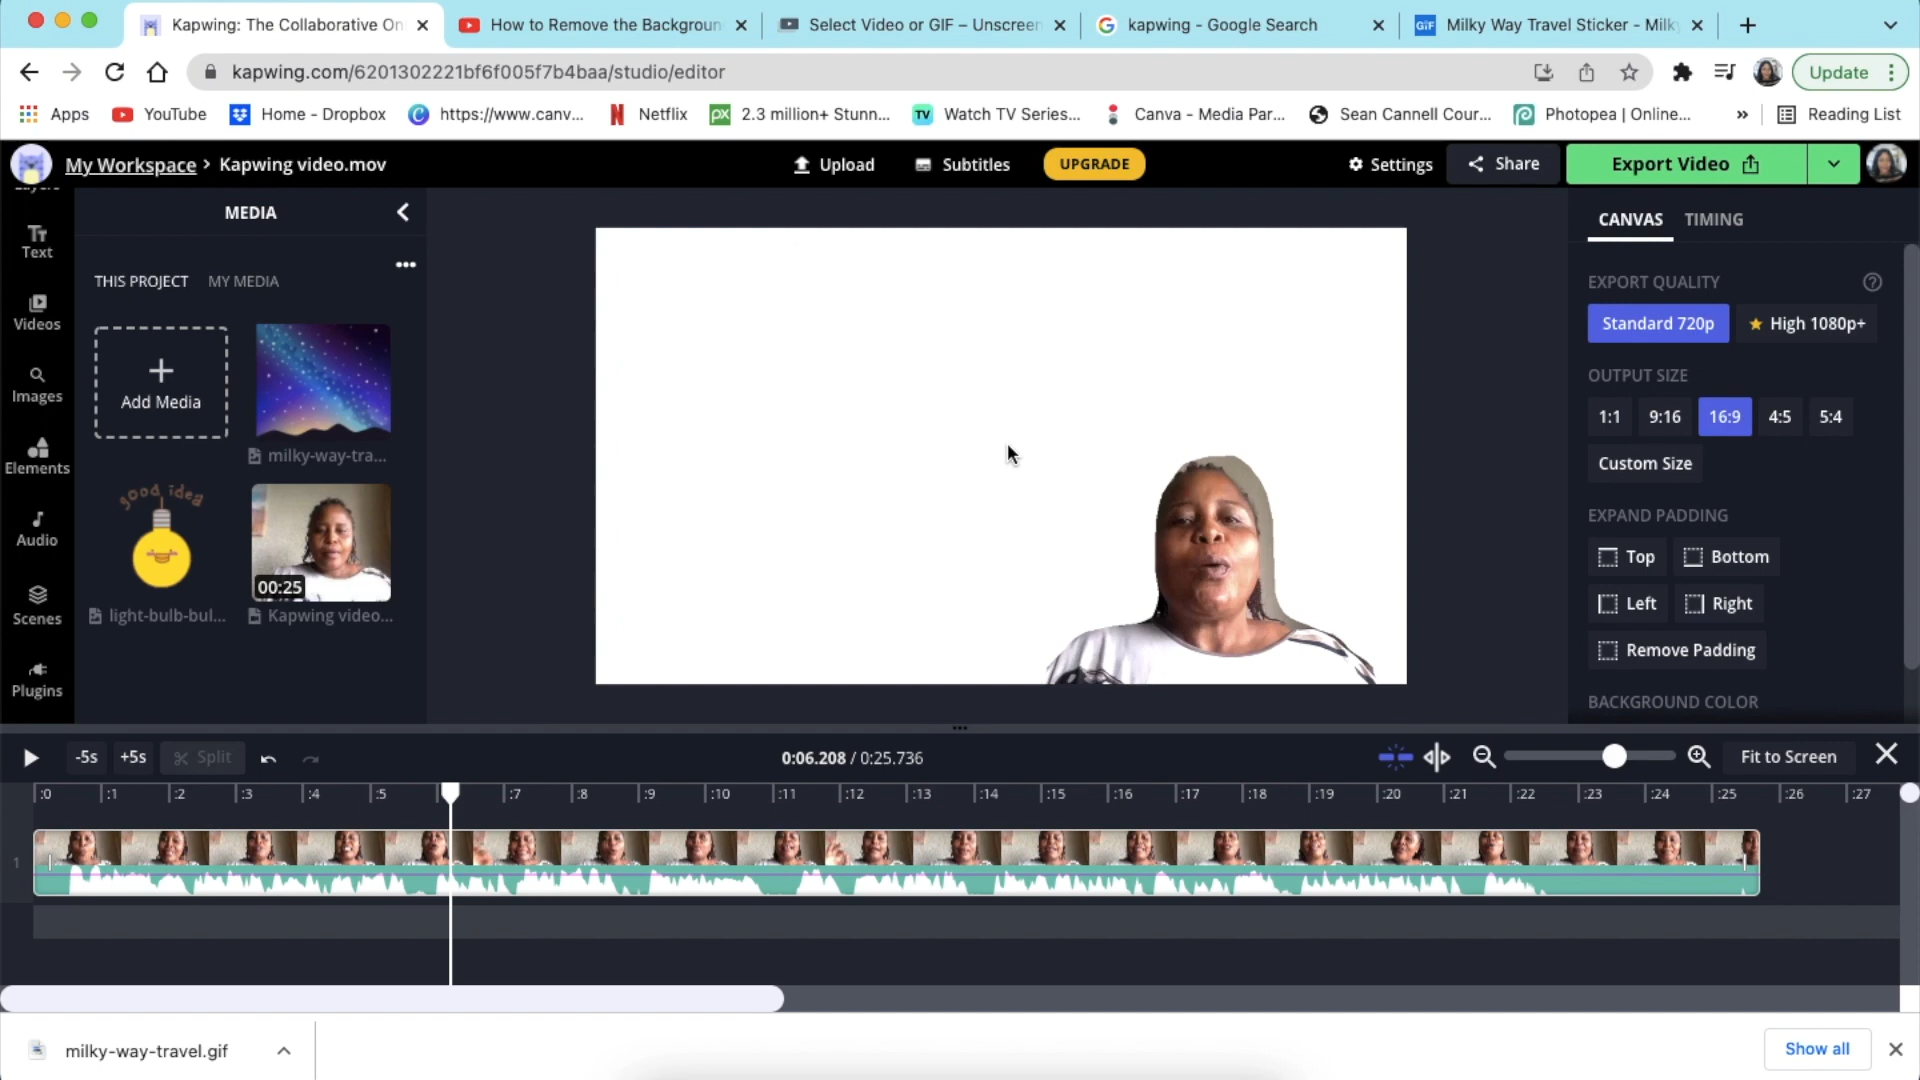 Kapwing: The Collaborative On
How to Remove the Backgroun
Select Video or GIF – Unscreen
kapwing - Google Search
Milky Way Travel Sticker - Milk
kapwing.com/6201302221bf6f005f7b4baa/studio/editor
Update
Apps
YouTube
Home - Dropbox
https://www.canv...
Netflix
2.3 million+ Stunn...
Watch TV Series...
Canva - Media Par...
Sean Cannell Cour...
Photopea | Online...
»
Reading List
My Workspace › Kapwing video.mov
Upload
Subtitles
UPGRADE
Settings
Share
Export Video
Layers
Text
Videos
Images
Elements
Audio
Scenes
Plugins
MEDIA
THIS PROJECT
MY MEDIA
Add Media
milky-way-tra...
good idea
light-bulb-bul...
00:25
Kapwing video...
CANVAS
TIMING
EXPORT QUALITY
Standard 720p
High 1080p+
OUTPUT SIZE
1:1
9:16
16:9
4:5
5:4
Custom Size
EXPAND PADDING
Top
Bottom
Left
Right
Remove Padding
BACKGROUND COLOR
-5s
+5s
Split
0:06.208 / 0:25.736
Fit to Screen
:0 :1 :2 :3 :4 :5 :7 :8 :9 :10 :11 :12 :13 :14 :15 :16 :17 :18 :19 :20 :21 :22 :23 :24 :25 :26 :27
1
milky-way-travel.gif
Show all